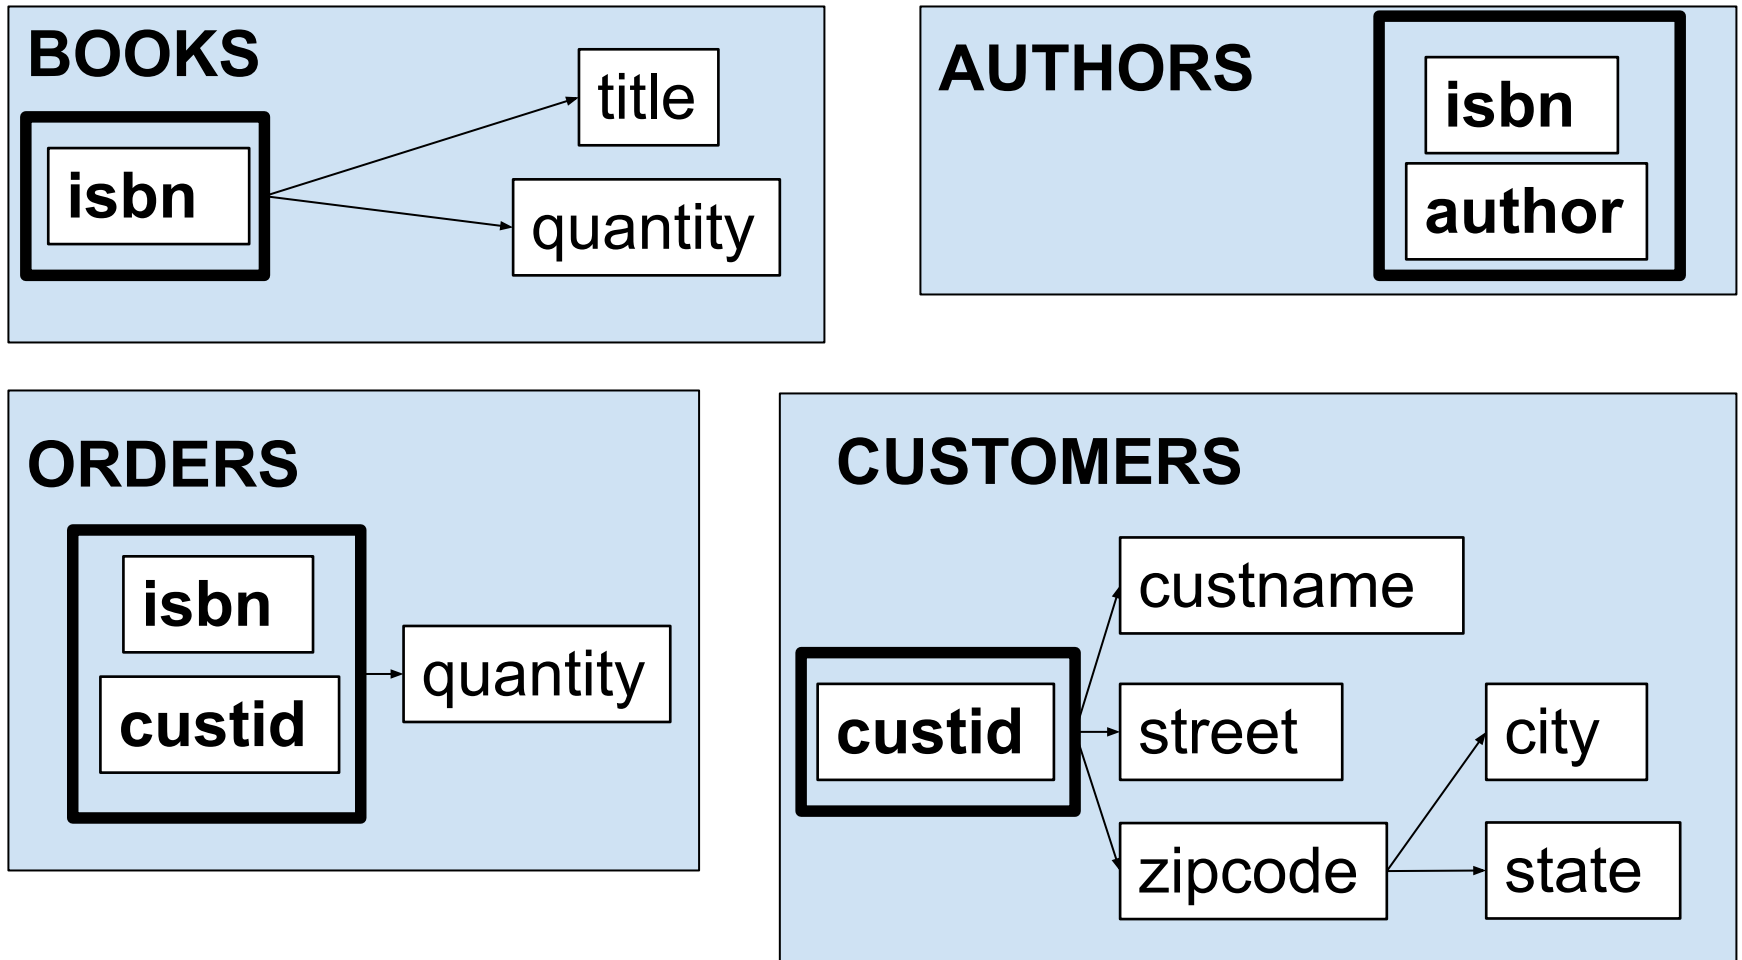 BOOKS
isbn
title
quantity
AUTHORS
isbn
author
ORDERS
isbn
custid
quantity
CUSTOMERS
custid
custname
street
zipcode
city
state